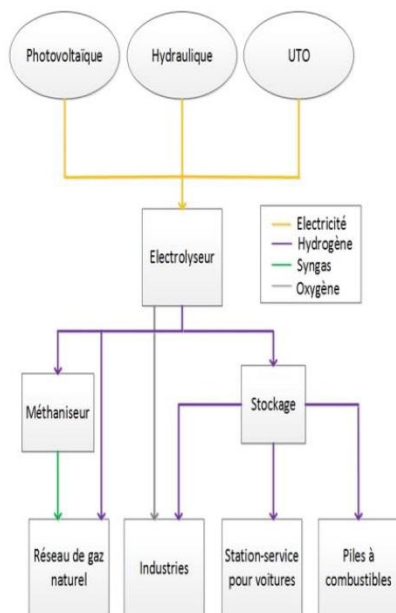 Photovoltaïque
Hydraulique
UTO
Electrolyseur
Electricité
Hydrogène
Syngas
Oxygène
Méthaniseur
Stockage
Réseau de gaz
naturel
Industries
Station-service
pour voitures
Piles à
combustibles